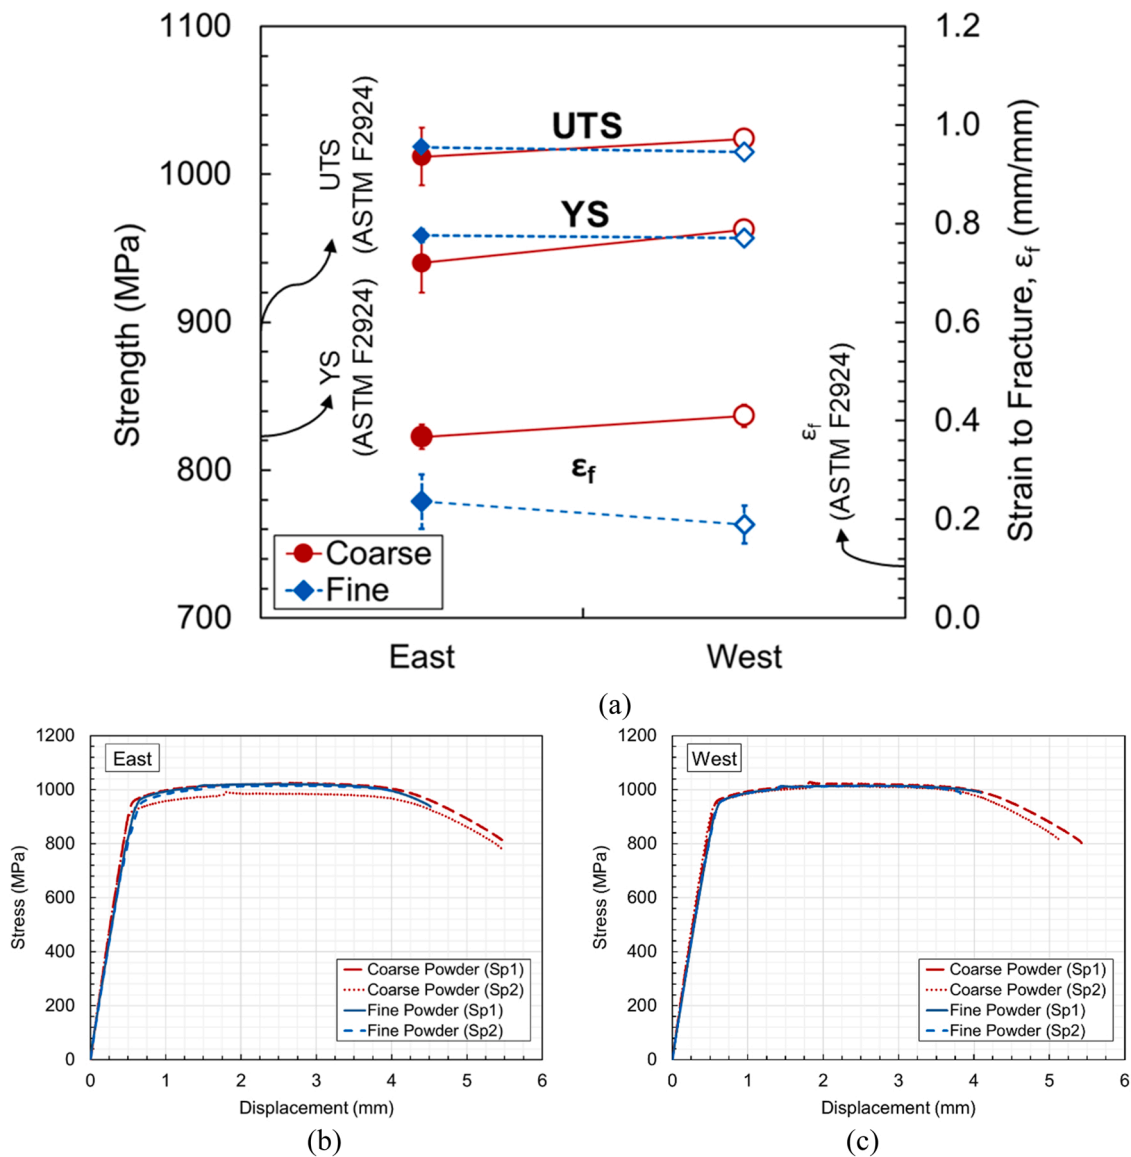 1100
1000
900
800
700
Strength (MPa)
UTS
(ASTM F2924)
YS
(ASTM F2924)
UTS
YS
εf
εf
(ASTM F2924)
Coarse
Fine
East
West
1.2
1.0
0.8
0.6
0.4
0.2
0.0
Strain to Fracture, εf (mm/mm)
(a)
1200
1000
800
600
400
200
0
Stress (MPa)
East
Coarse Powder (Sp1)
Coarse Powder (Sp2)
Fine Powder (Sp1)
Fine Powder (Sp2)
0 1 2 3 4 5 6
Displacement (mm)
(b)
1200
1000
800
600
400
200
0
Stress (MPa)
West
Coarse Powder (Sp1)
Coarse Powder (Sp2)
Fine Powder (Sp1)
Fine Powder (Sp2)
0 1 2 3 4 5 6
Displacement (mm)
(c)